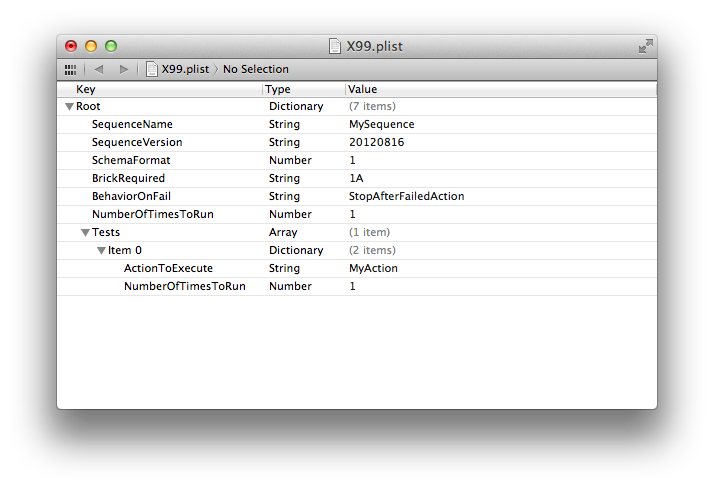 X99.plist
X99.plist No Selection
Key Type Value
Root Dictionary (7 items)
SequenceName String MySequence
SequenceVersion String 20120816
SchemaFormat Number 1
BrickRequired String 1A
BehaviorOnFail String StopAfterFailedAction
NumberOfTimesToRun Number 1
Tests Array (1 item)
Item 0 Dictionary (2 items)
ActionToExecute String MyAction
NumberOfTimesToRun Number 1